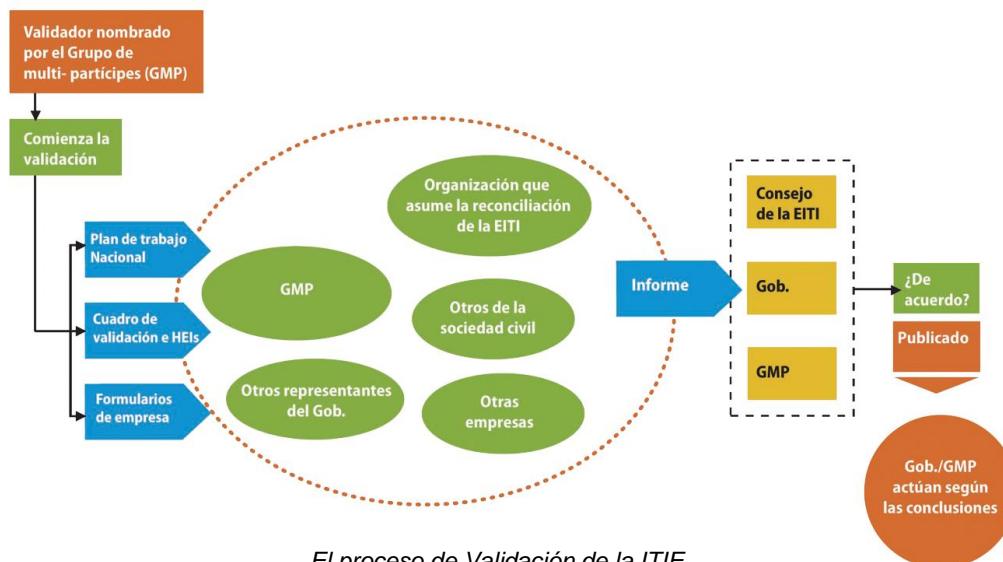 Validador nombrado
por el Grupo de
multi- partícipes (GMP)
Comienza la
validación
Plan de trabajo
Nacional
Cuadro de
validación e HEIs
Formularios
de empresa
Organización que
asume la reconciliación
de la EITI
GMP
Otros de la
sociedad civil
Otros representantes
del Gob.
Otras
empresas
Informe
Consejo
de la EITI
Gob.
GMP
¿De
acuerdo?
Publicado
Gob./GMP
actúan según
las conclusiones
El proceso de Validación de la ITIE